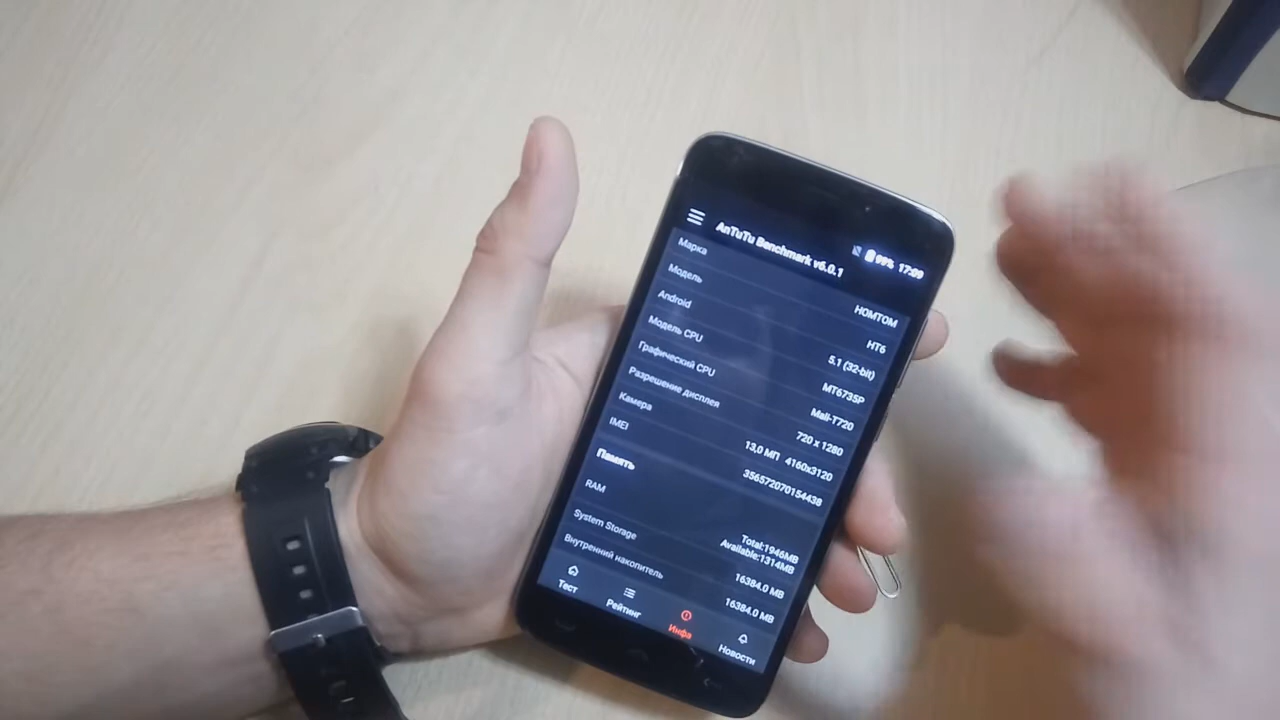 99% 17:09
AnTuTu Benchmark v6.0.1
Марка HOMTOM
Модель HT6
Android 5.1 (32-bit)
Модель CPU MT6735P
Графический CPU Mali-T720
Разрешение дисплея 720 x 1280
Камера 13,0 МП 4160x3120
IMEI 356572070154438
Память
RAM Total:1946MB
Available:1314MB
System Storage 16384.0 MB
Внутренний накопитель 16384.0 MB
Тест Рейтинг Инфа Новости